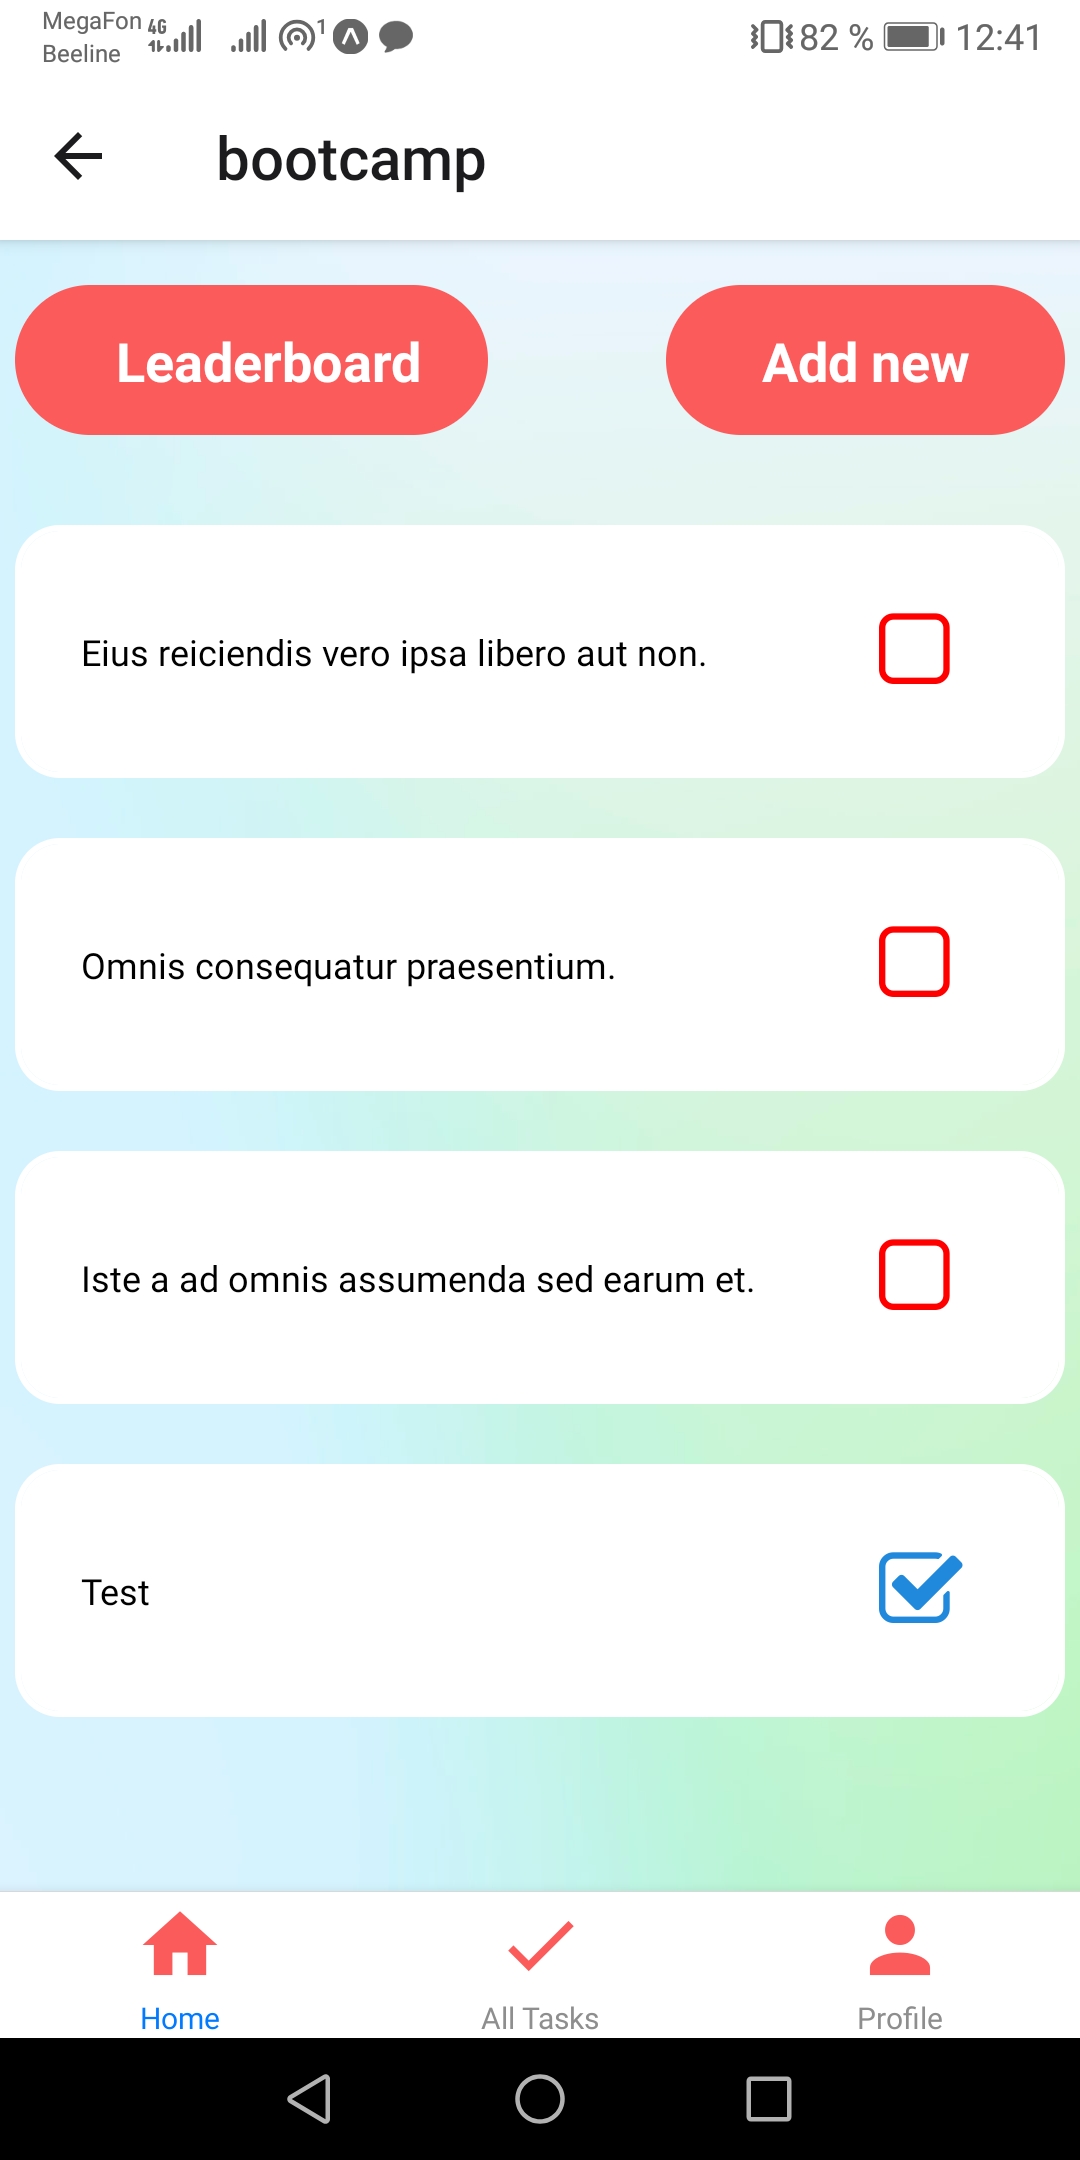 MegaFon 4G 1 82 % 12:41
Beeline
bootcamp
Leaderboard Add new
Eius reiciendis vero ipsa libero aut non.
Omnis consequatur praesentium.
Iste a ad omnis assumenda sed earum et.
Test
Home All Tasks Profile